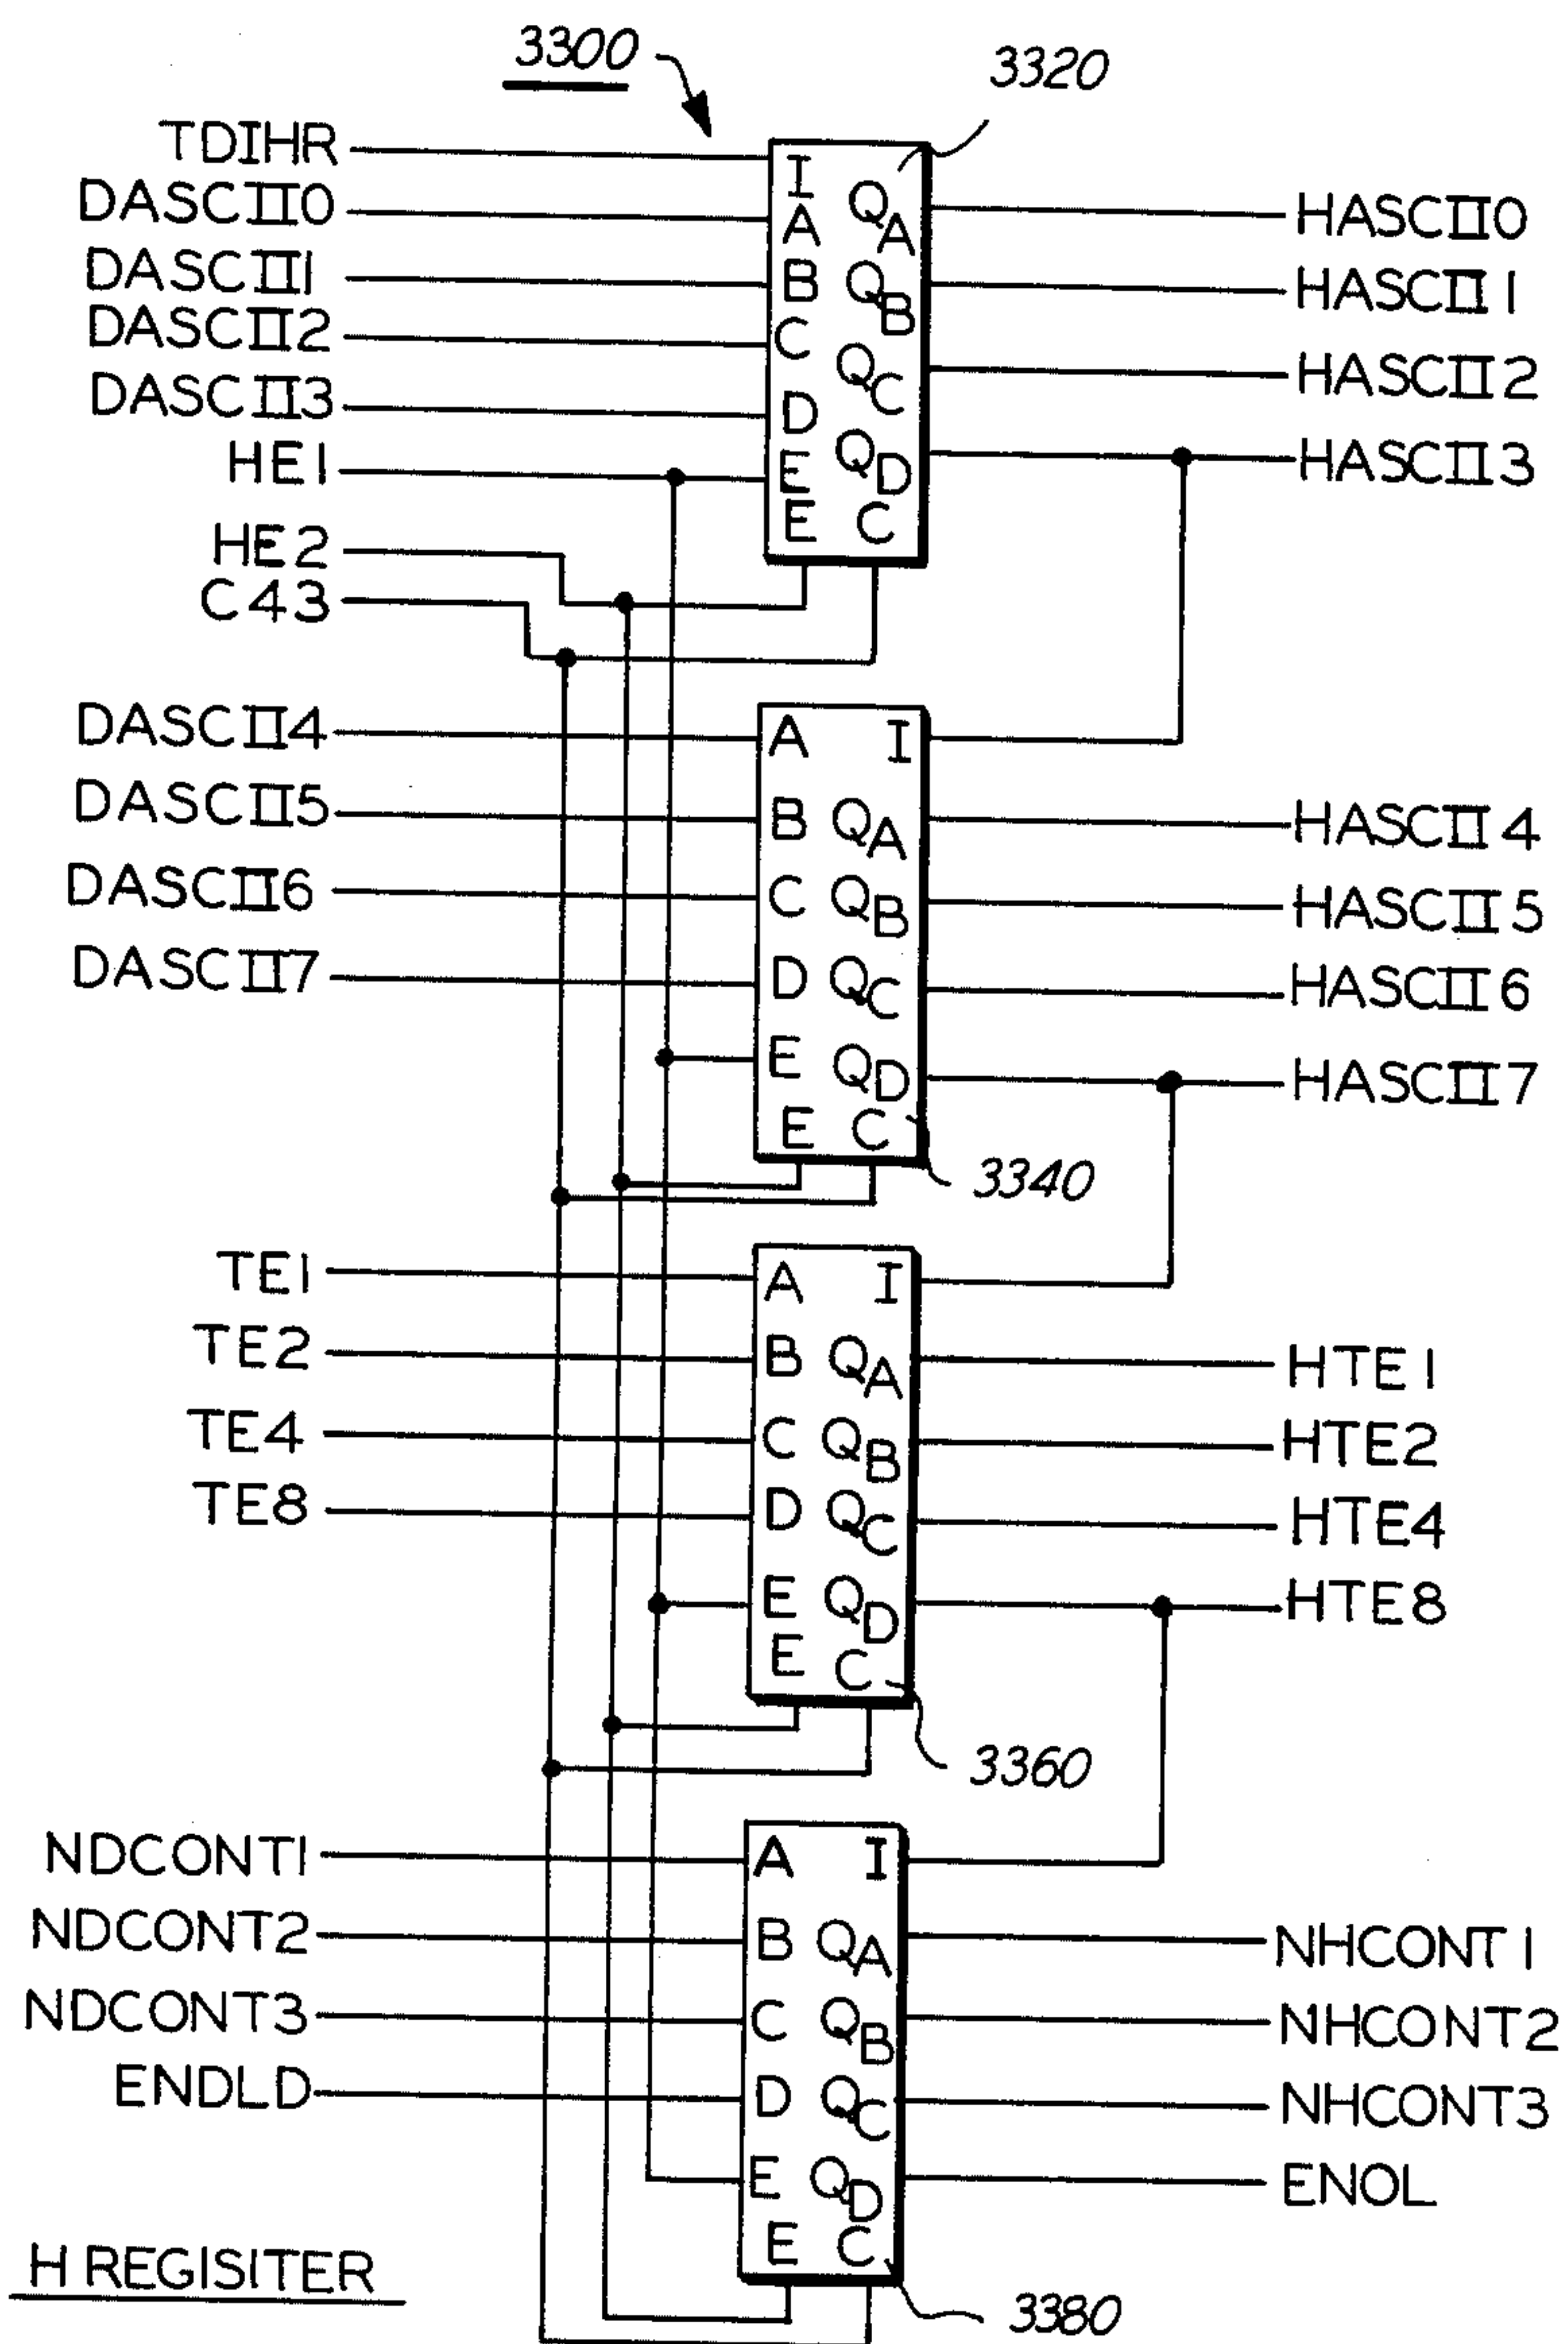 3300
3320
TDIHR
DASCII0
DASCII1
DASCII2
DASCII3
HE1
HE2
C43
I
A
B
C
D
E
E
QA
QB
QC
QD
C
HASCII0
HASCII1
HASCII2
HASCII3
DASCII4
DASCII5
DASCII6
DASCII7
A
B
C
D
E
E
I
QA
QB
QC
QD
C
HASCII4
HASCII5
HASCII6
HASCII7
3340
TE1
TE2
TE4
TE8
A
B
C
D
E
E
I
QA
QB
QC
QD
C
HTE1
HTE2
HTE4
HTE8
3360
NDCONT1
NDCONT2
NDCONT3
ENDLD
A
B
C
D
E
E
I
QA
QB
QC
QD
C
NHCONT1
NHCONT2
NHCONT3
ENOL
3380
H REGISITER